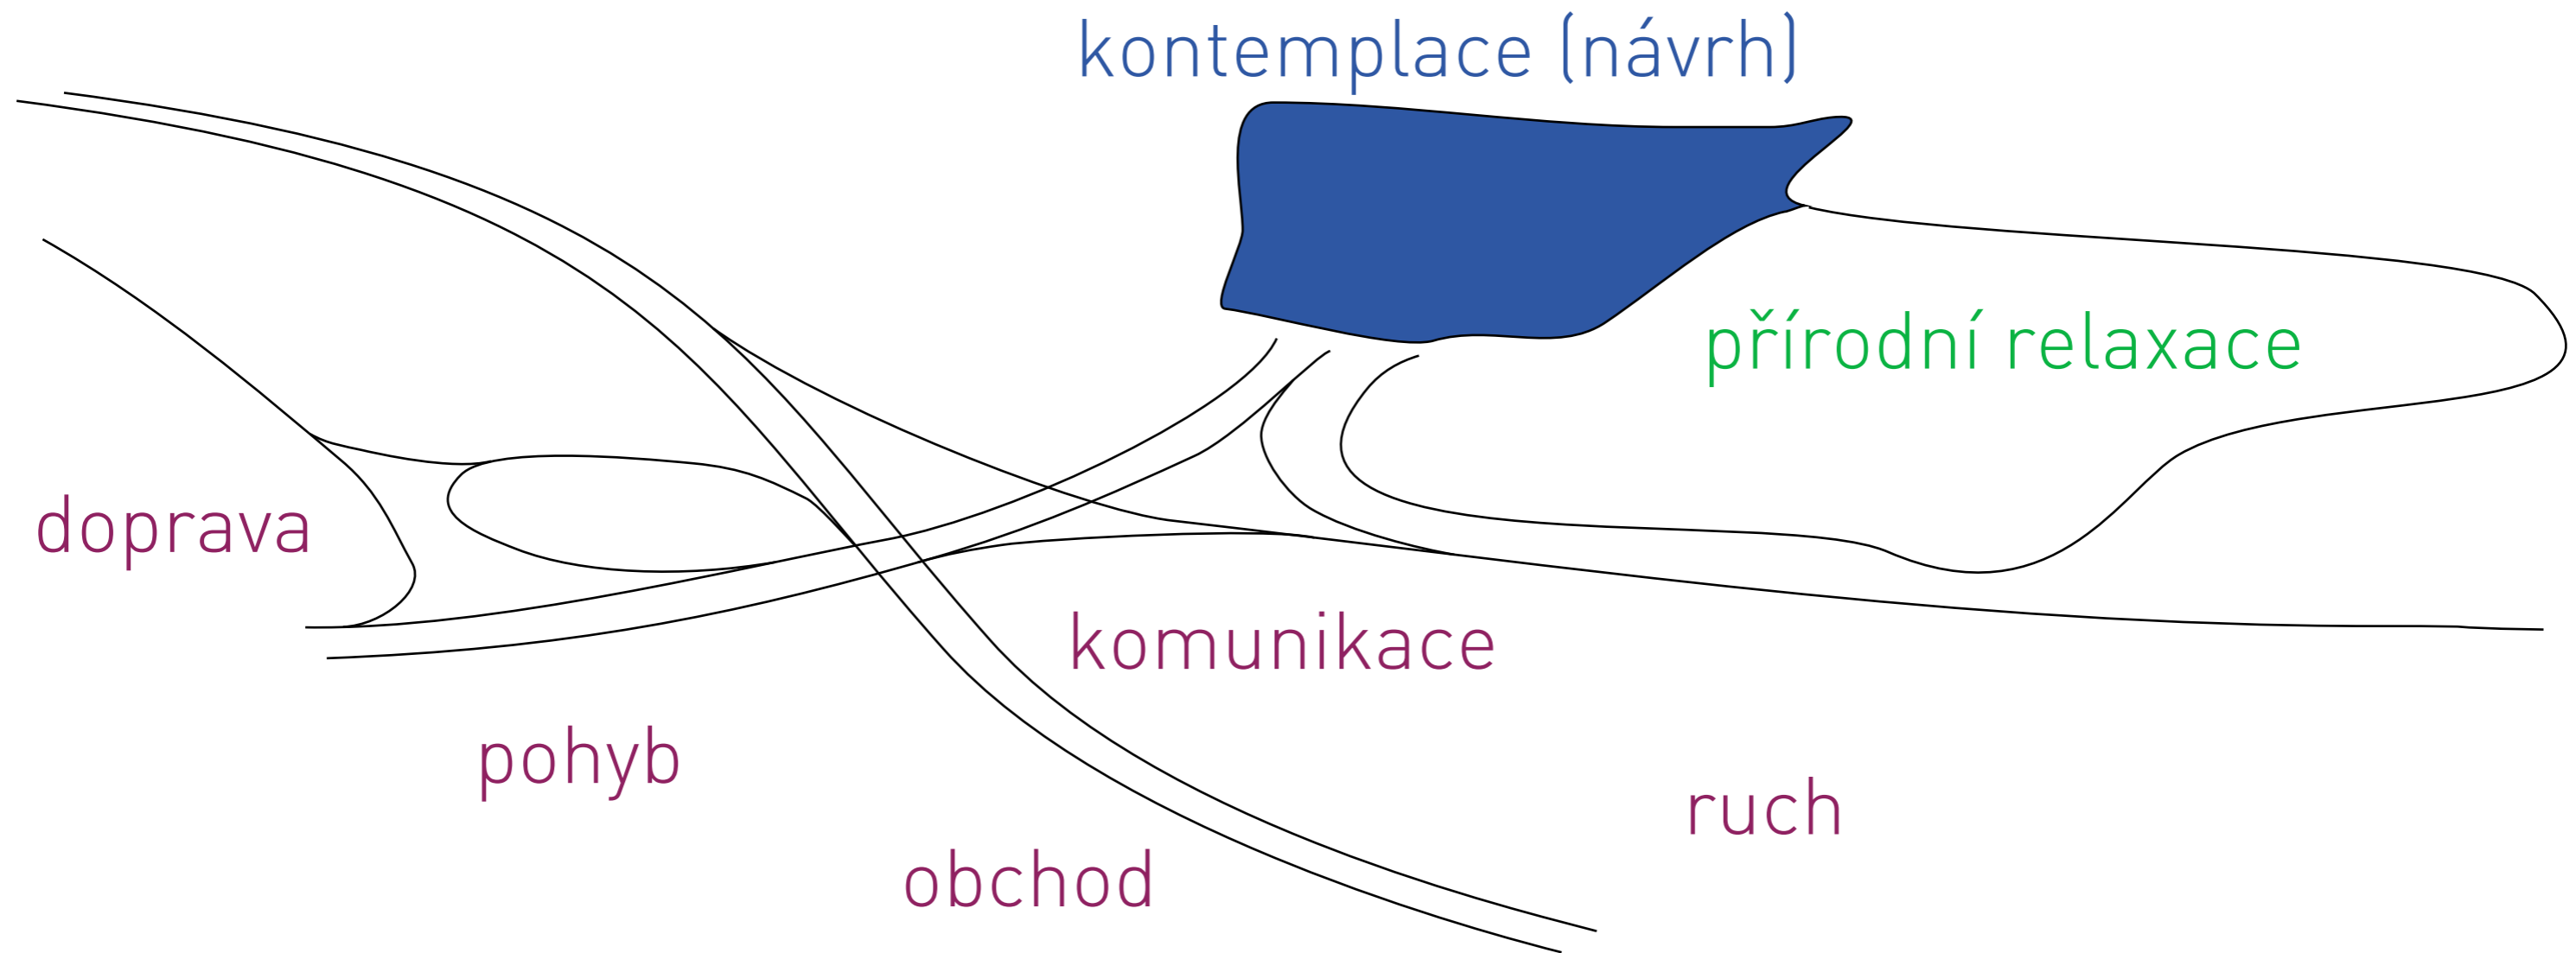 kontemplace (návrh)
přírodní relaxace
doprava
komunikace
pohyb
ruch
obchod